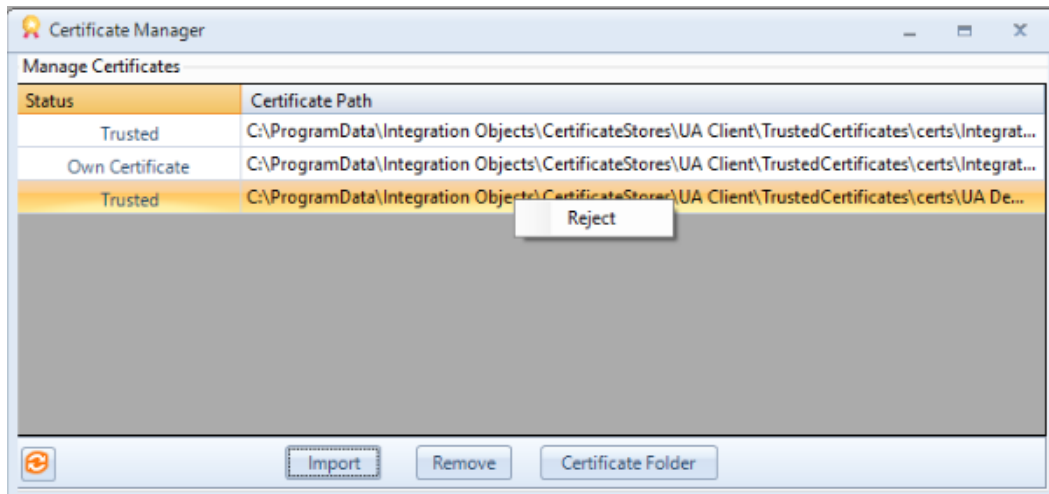 Certificate Manager
Manage Certificates
Status Certificate Path
Trusted C:\ProgramData\Integration Objects\CertificateStores\UA Client\TrustedCertificates\certs\Integrat...
Own Certificate C:\ProgramData\Integration Objects\CertificateStores\UA Client\TrustedCertificates\certs\Integrat...
Trusted C:\ProgramData\Integration Objects\CertificateStores\UA Client\TrustedCertificates\certs\UA De...
Reject
Import Remove Certificate Folder